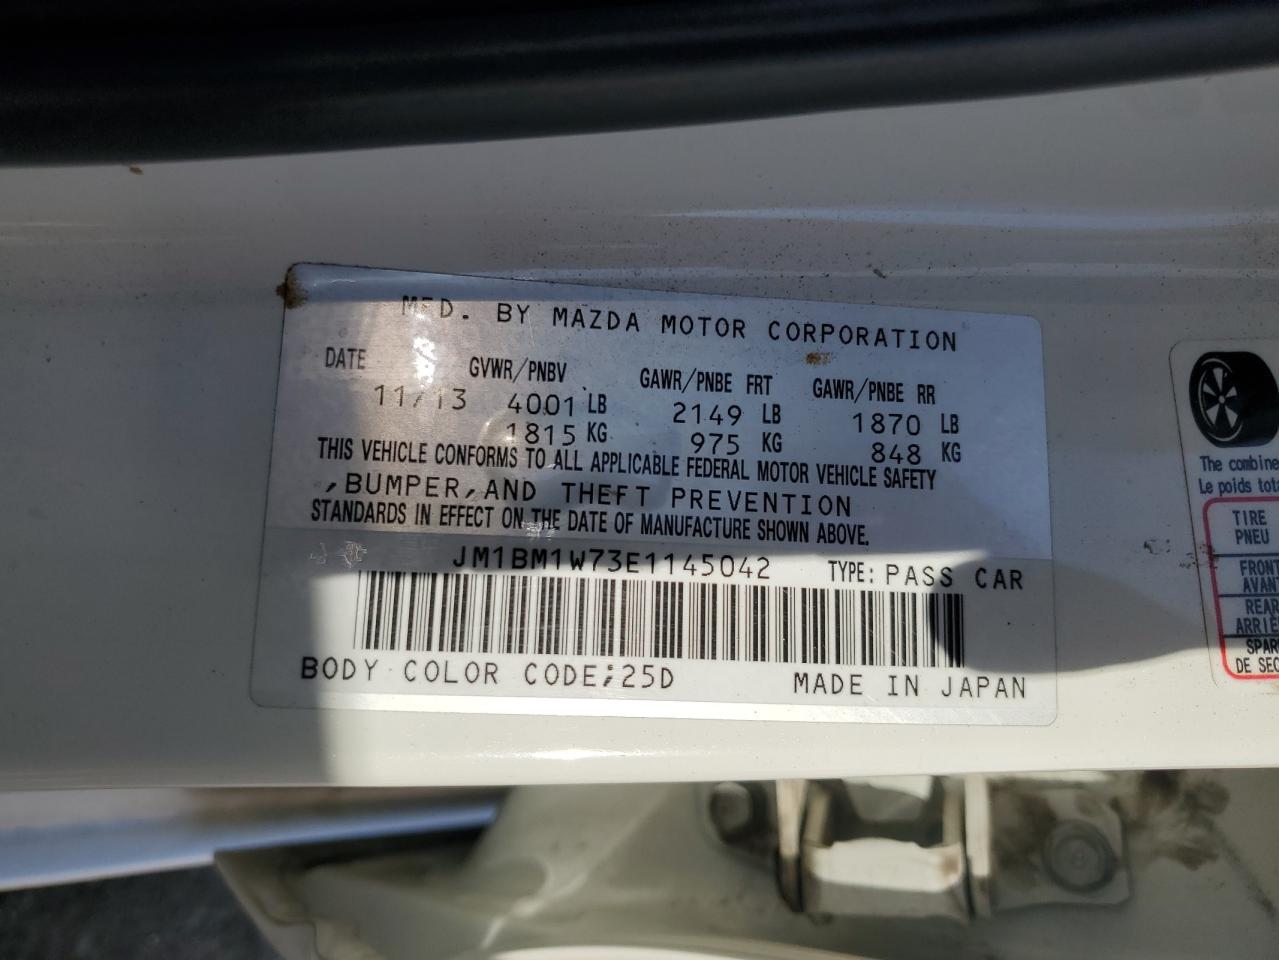 MFD. BY MAZDA MOTOR CORPORATION
DATE GVWR/PNBV GAWR/PNBE FRT GAWR/PNBE RR
11/13 4001 LB 2149 LB 1870 LB
1815 KG 975 KG 848 KG
THIS VEHICLE CONFORMS TO ALL APPLICABLE FEDERAL MOTOR VEHICLE SAFETY
,BUMPER,AND THEFT PREVENTION
STANDARDS IN EFFECT ON THE DATE OF MANUFACTURE SHOWN ABOVE.
JM1BM1W73E1145042 TYPE: PASS CAR
BODY COLOR CODE;25D MADE IN JAPAN
The combine
Le poids tota
TIRE
PNEU
FRONT
AVANT
REAR
ARRIÈR
SPAR
DE SEC